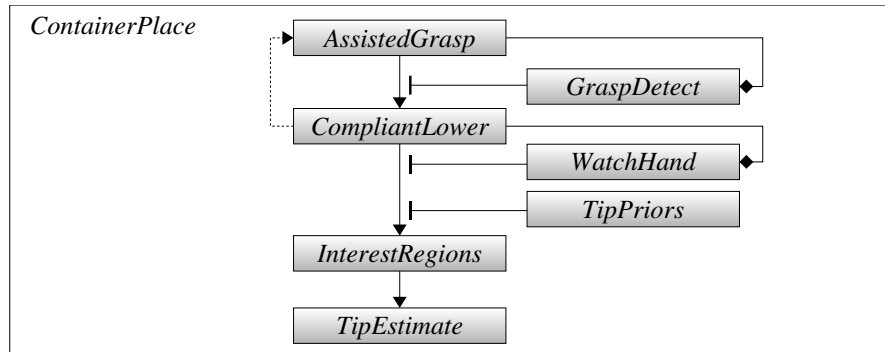 ContainerPlace
AssistedGrasp
GraspDetect
CompliantLower
WatchHand
TipPriors
InterestRegions
TipEstimate